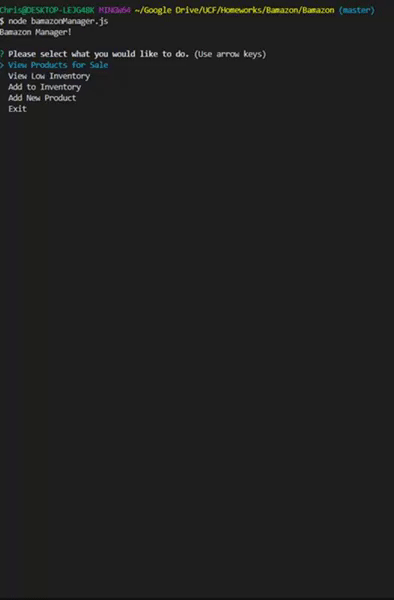 Chris@DESKTOP-LEJG48K MINGW64 ~/Google Drive/UCF/Homeworks/Bamazon/Bamazon (master)
$ node bamazonManager.js
Bamazon Manager!
? Please select what you would like to do. (Use arrow keys)
> View Products for Sale
View Low Inventory
Add to Inventory
Add New Product
Exit